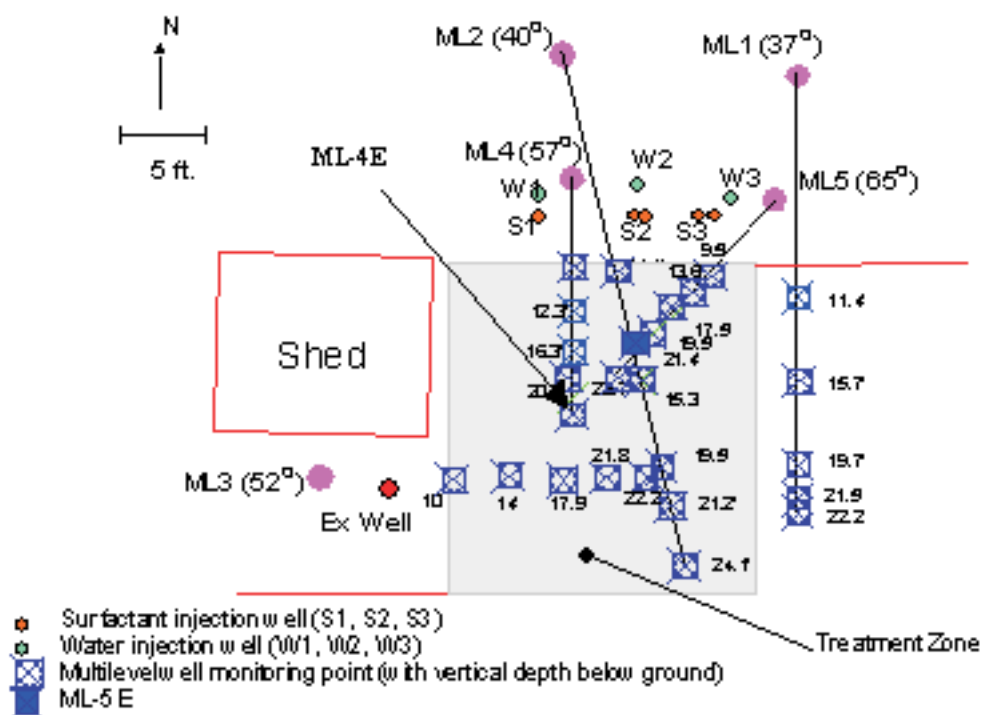 N
5 ft.
ML2 (40°)
ML1 (37°)
ML-4E
ML4 (57°)
W1
W2
W3
ML5 (65°)
S1
S2
S3
9.9
13.8
12.3'
17.9
11.4
16.3'
19.9
Shed
21.4
15.7
15.3
19.9
19.7
21.8
ML3 (52°)
22.2
21.9
10
14
17.9
21.2'
22.2
Ex Well
24.1'
Treatment Zone
Surfactant injection well (S1, S2, S3)
Water injection well (W1, W2, W3)
Multilevel well monitoring point (with vertical depth below ground)
ML-5 E